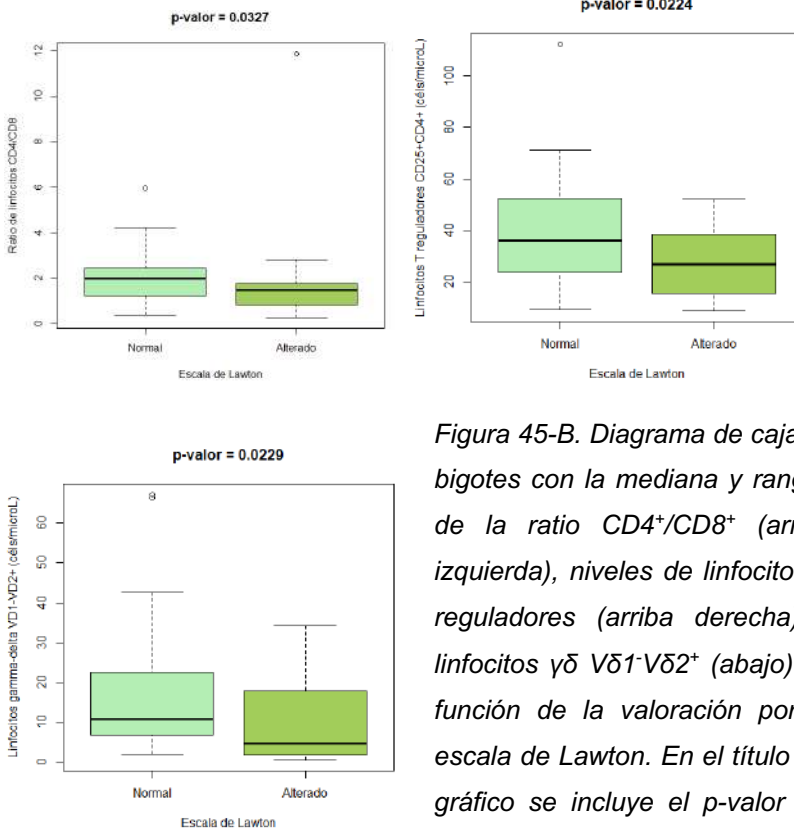 p-valor = 0.0327
Ratio de linfocitos CD4/CD8
12
10
8
6
4
2
0
Normal Alterado
Escala de Lawton
p-valor = 0.0224
Linfocitos T reguladores CD25+CD4+ (céls/microL)
100
80
60
40
20
Normal Alterado
Escala de Lawton
p-valor = 0.0229
Linfocitos gamma-delta VD1-VD2+ (céls/microL)
60
50
40
30
20
10
0
Normal Alterado
Escala de Lawton
Figura 45-B. Diagrama de caja
bigotes con la mediana y rang
de la ratio CD4⁺/CD8⁺ (arr
izquierda), niveles de linfocito
reguladores (arriba derecha)
linfocitos γδ Vδ1⁻Vδ2⁺ (abajo)
función de la valoración por
escala de Lawton. En el título
gráfico se incluye el p-valor